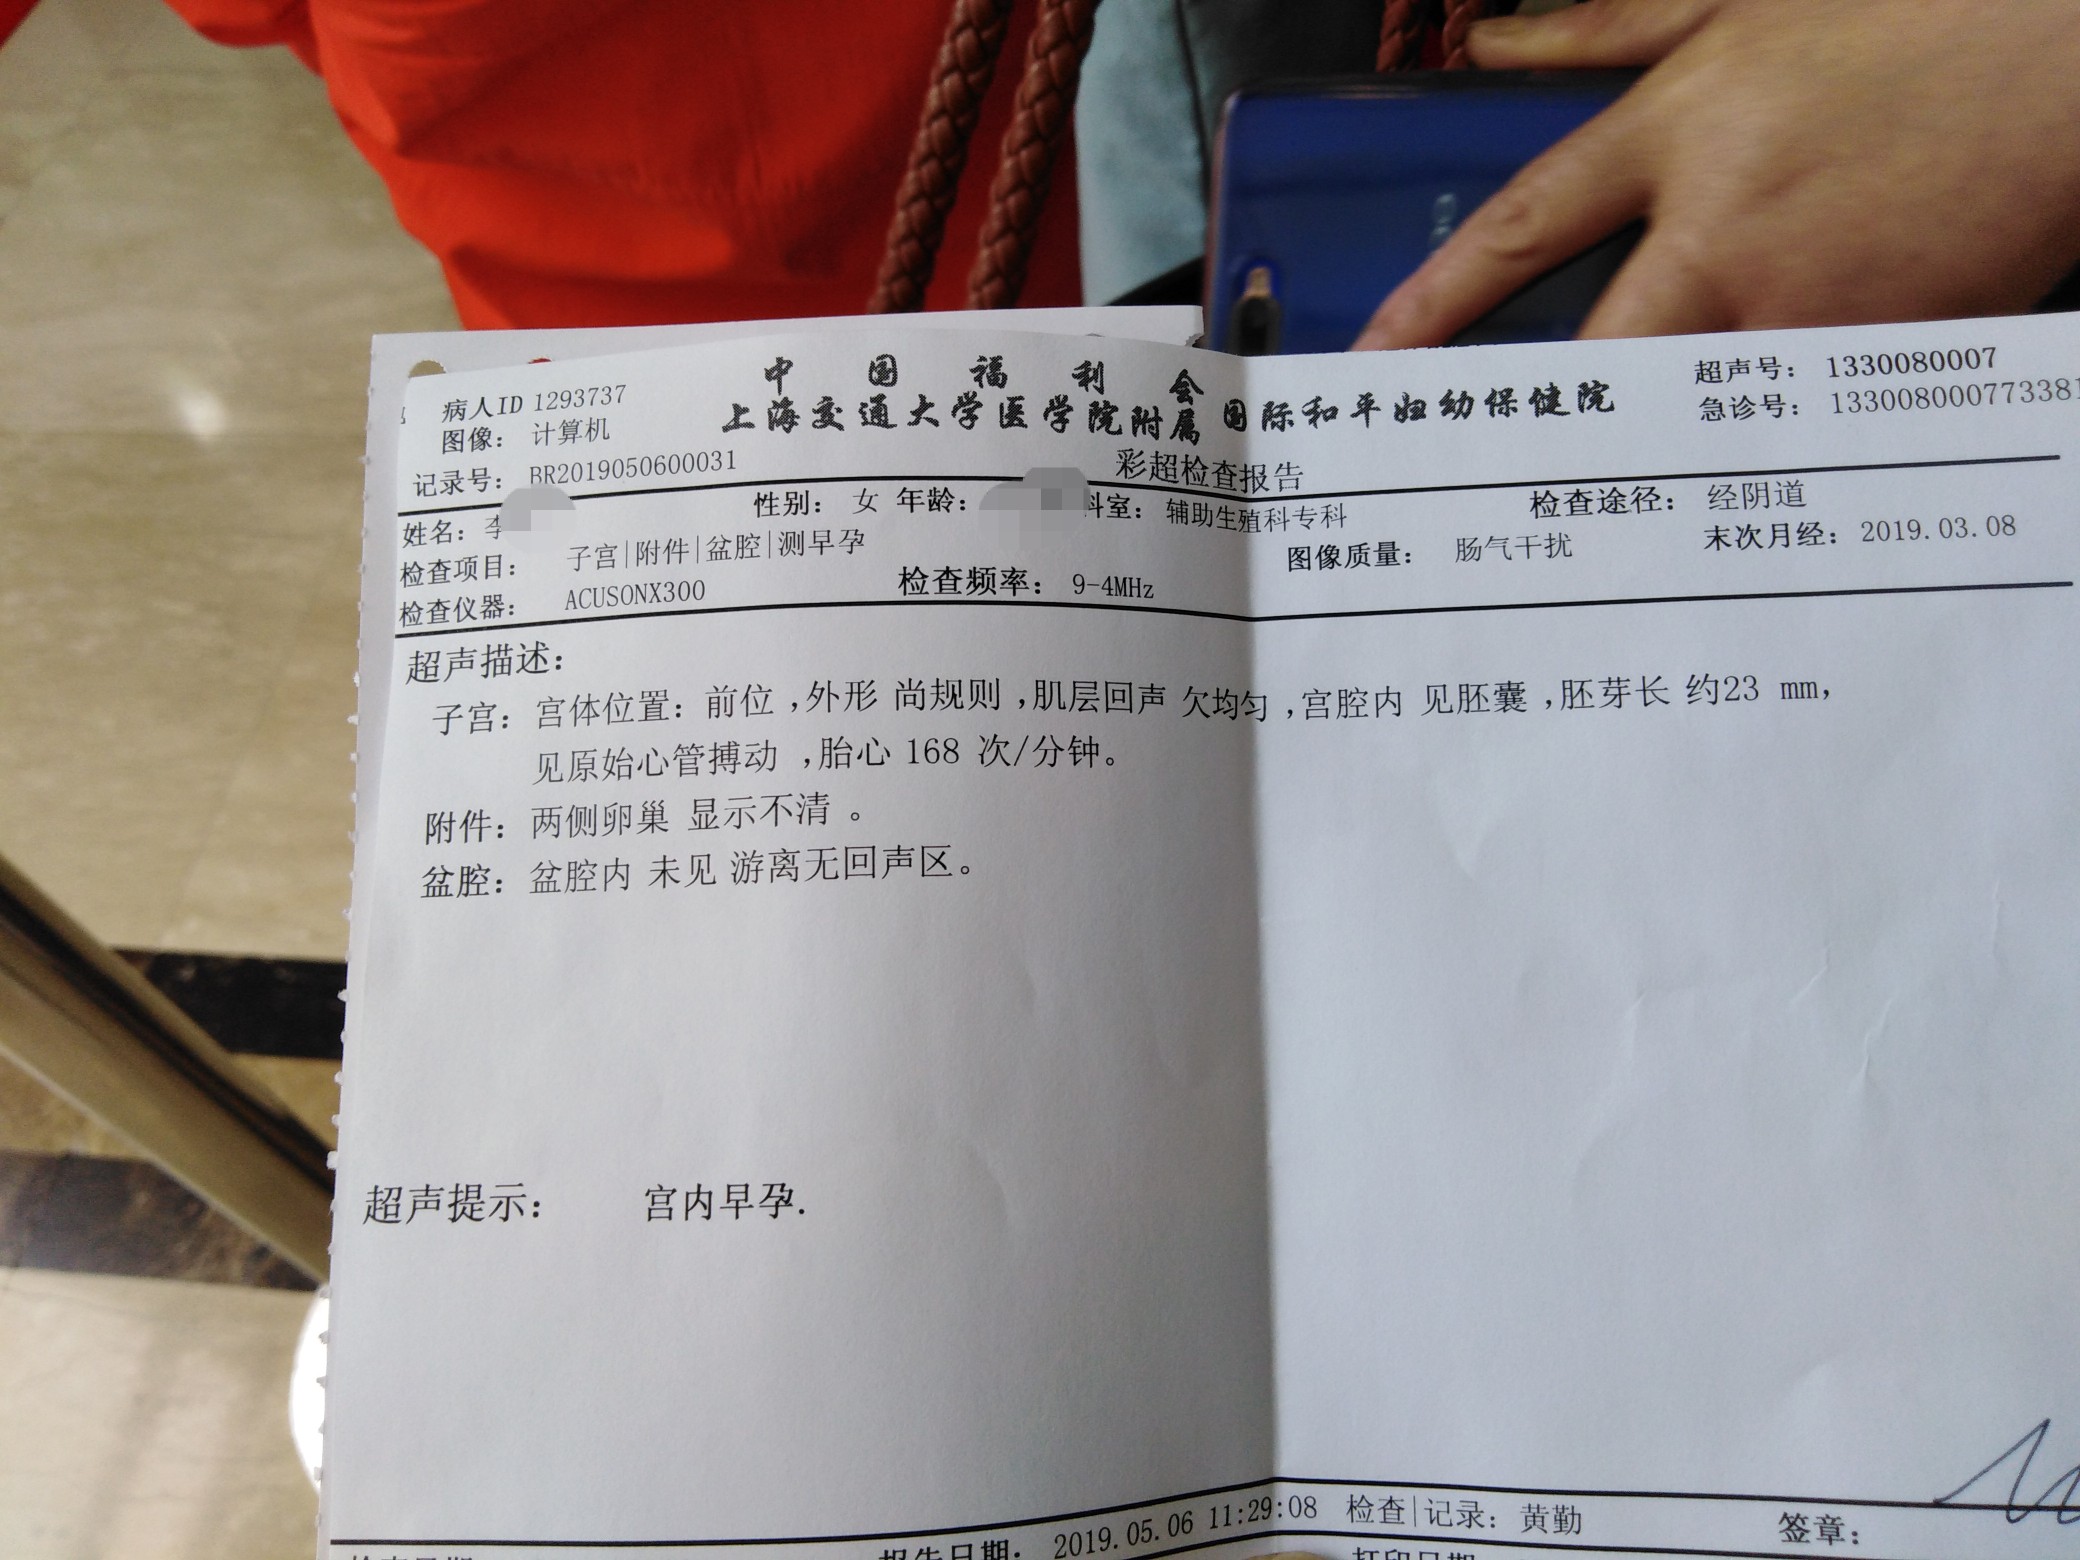 中国福利会
上海交通大学医学院附属国际和平妇幼保健院
彩超检查报告
病人ID 1293737
图像： 计算机
记录号： BR2019050600031
超声号： 1330080007
急诊号： 133008000773381
姓名： 李 性别： 女 年龄： 科室： 辅助生殖科专科 检查途径： 经阴道
检查项目： 子宫|附件|盆腔|测早孕 图像质量： 肠气干扰 末次月经： 2019.03.08
检查仪器： ACUSONX300 检查频率： 9-4MHz
超声描述：
子宫： 宫体位置： 前位 ，外形 尚规则 ，肌层回声 欠均匀 ，宫腔内 见胚囊 ，胚芽长 约23 mm，
见原始心管搏动 ，胎心 168 次/分钟。
附件： 两侧卵巢 显示不清 。
盆腔： 盆腔内 未见 游离无回声区。
超声提示： 宫内早孕.
报告日期： 2019.05.06 11:29:08 检查|记录： 黄勤 签章：
打印日期